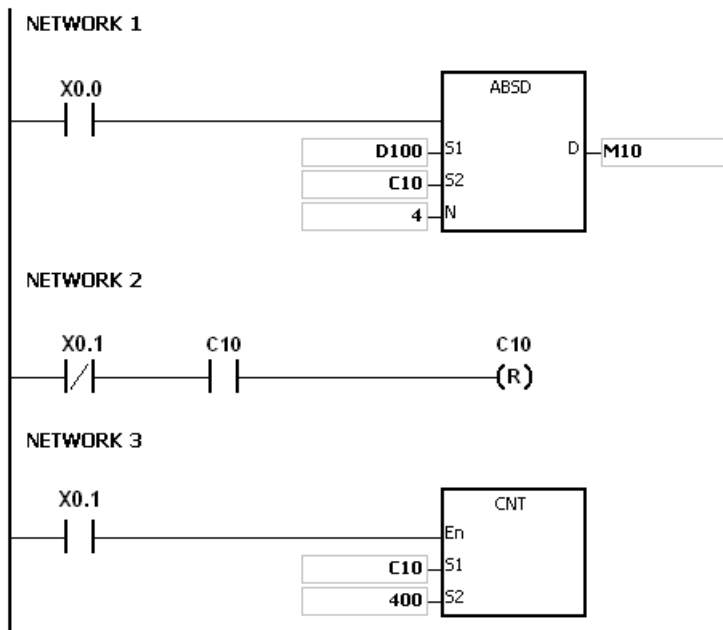 NETWORK 1
X0.0
ABSD
D100 S1 D M10
C10 S2
4 N
NETWORK 2
X0.1 C10 C10
(R)
NETWORK 3
X0.1
CNT
En
C10 S1
400 S2